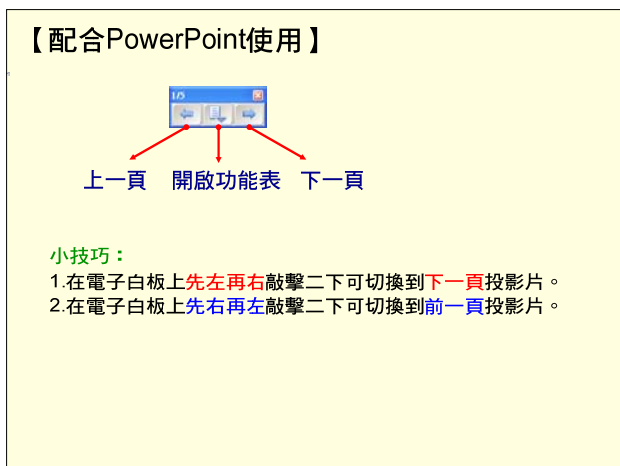 【配合PowerPoint使用】
1/5
上一頁 開啟功能表 下一頁
小技巧：
1.在電子白板上先左再右敲擊二下可切換到下一頁投影片。
2.在電子白板上先右再左敲擊二下可切換到前一頁投影片。